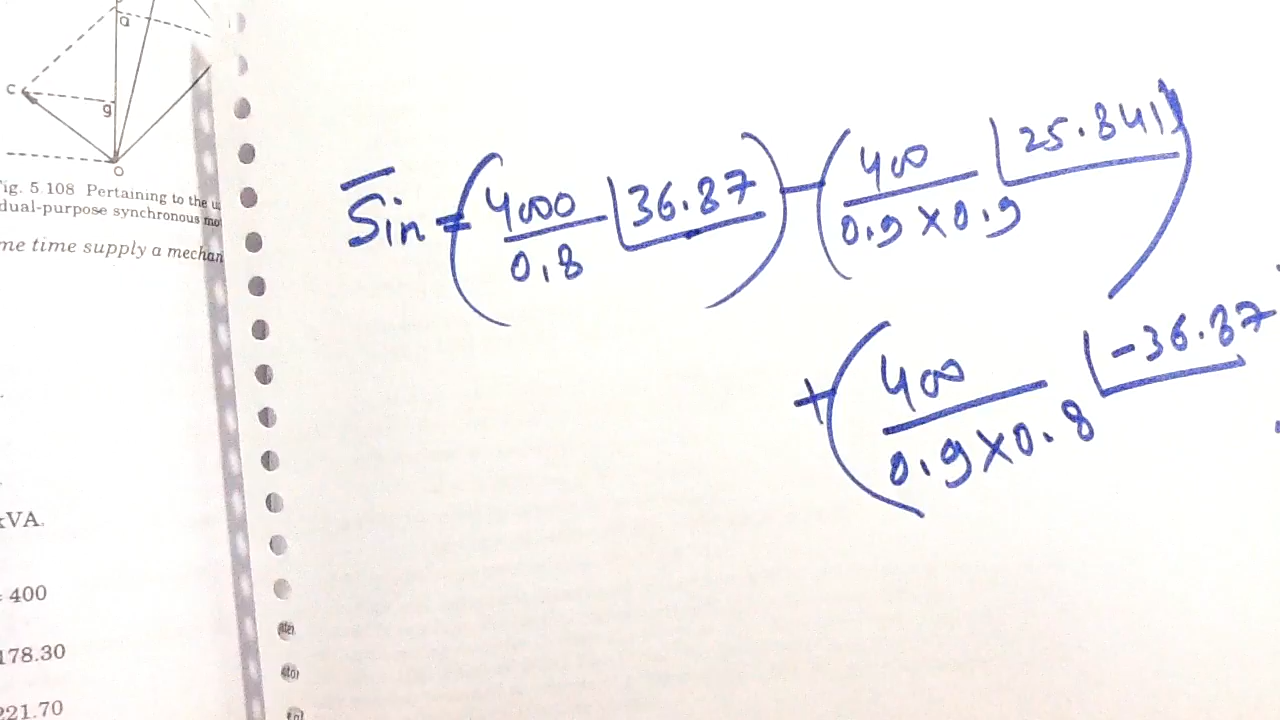 a
c
g
o
Fig. 5.108 Pertaining to the
dual-purpose synchronous mo
me time supply a mechan
kVA.
= 400
178.30
221.70
S̅in = (4000/0.8 ∠36.87) - (400/0.9×0.9 ∠25.841)
+ (400/0.9×0.8 ∠-36.87